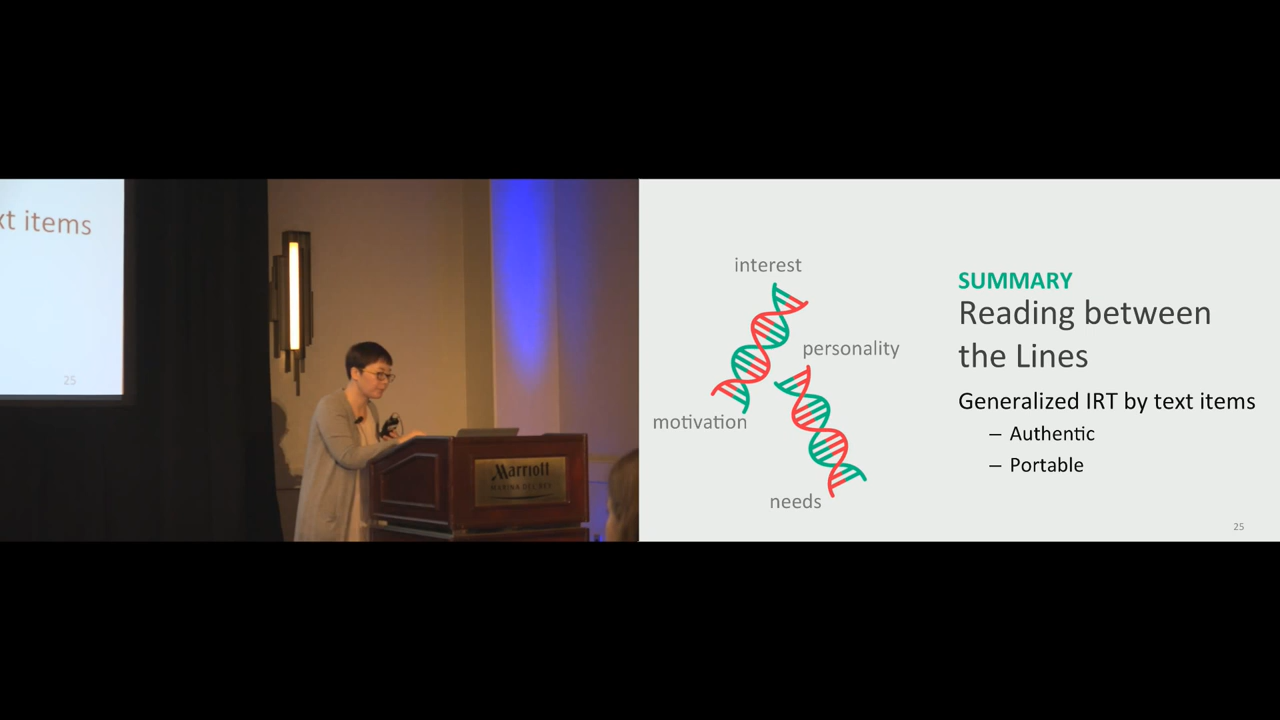 xt items
25
Marriott
MARINA DEL REY
interest
personality
motivation
needs
SUMMARY
Reading between
the Lines
Generalized IRT by text items
– Authentic
– Portable
25